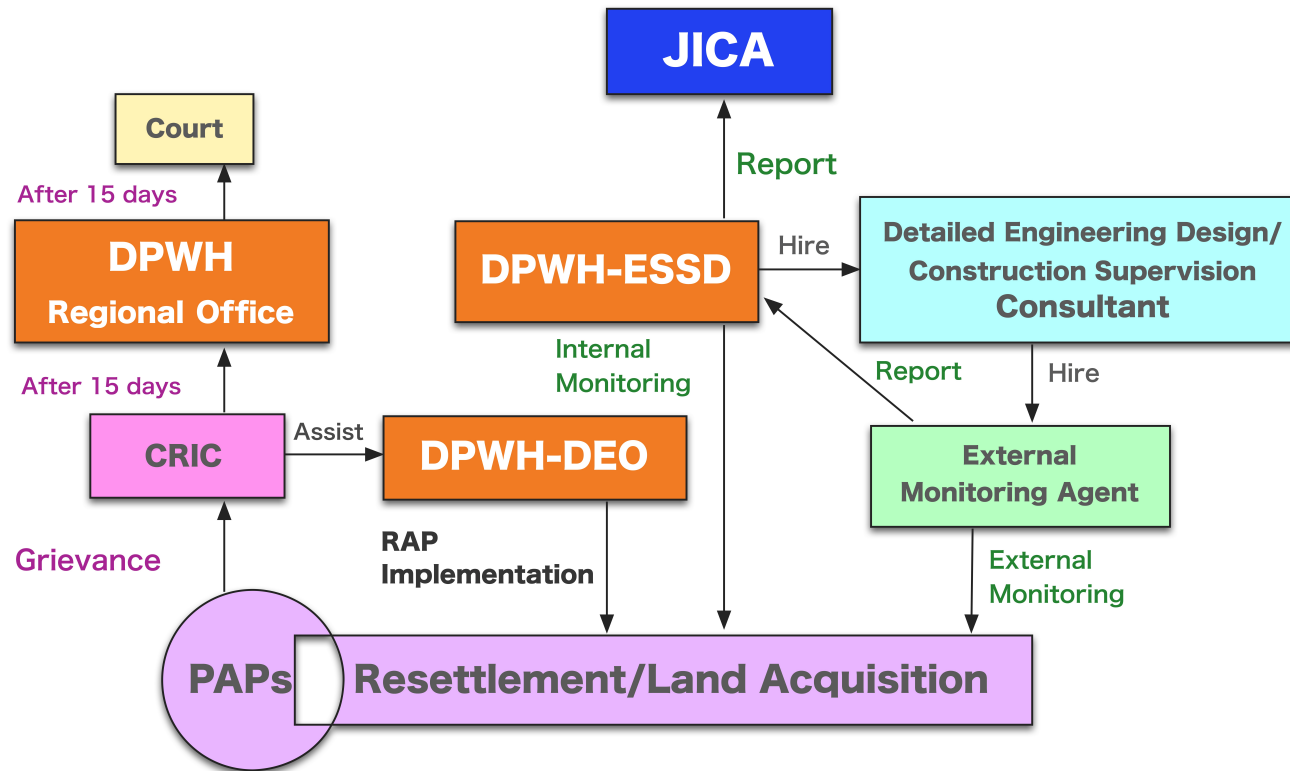 JICA
Court
Report
After 15 days
DPWH
Regional Office
DPWH-ESSD
Hire
Detailed Engineering Design/
Construction Supervision
Consultant
Internal
Monitoring
Report
Hire
After 15 days
CRIC
Assist
DPWH-DEO
External
Monitoring Agent
Grievance
RAP
Implementation
External
Monitoring
PAPs
Resettlement/Land Acquisition